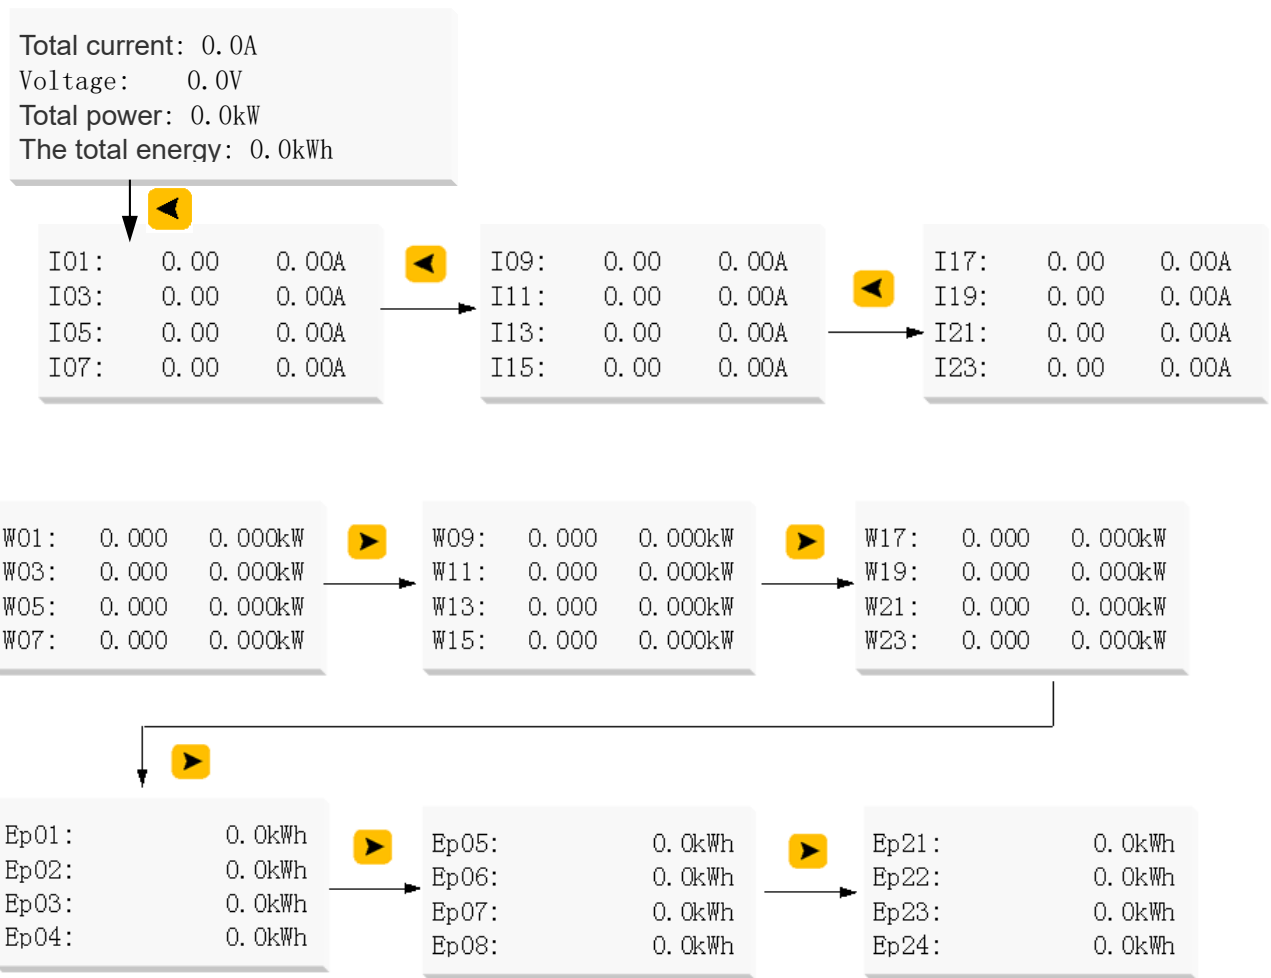 Total current: 0.0A
Voltage: 0.0V
Total power: 0.0kW
The total energy: 0.0kWh
I01: 0.00 0.00A
I03: 0.00 0.00A
I05: 0.00 0.00A
I07: 0.00 0.00A
I09: 0.00 0.00A
I11: 0.00 0.00A
I13: 0.00 0.00A
I15: 0.00 0.00A
I17: 0.00 0.00A
I19: 0.00 0.00A
I21: 0.00 0.00A
I23: 0.00 0.00A
W01: 0.000 0.000kW
W03: 0.000 0.000kW
W05: 0.000 0.000kW
W07: 0.000 0.000kW
W09: 0.000 0.000kW
W11: 0.000 0.000kW
W13: 0.000 0.000kW
W15: 0.000 0.000kW
W17: 0.000 0.000kW
W19: 0.000 0.000kW
W21: 0.000 0.000kW
W23: 0.000 0.000kW
Ep01: 0.0kWh
Ep02: 0.0kWh
Ep03: 0.0kWh
Ep04: 0.0kWh
Ep05: 0.0kWh
Ep06: 0.0kWh
Ep07: 0.0kWh
Ep08: 0.0kWh
Ep21: 0.0kWh
Ep22: 0.0kWh
Ep23: 0.0kWh
Ep24: 0.0kWh